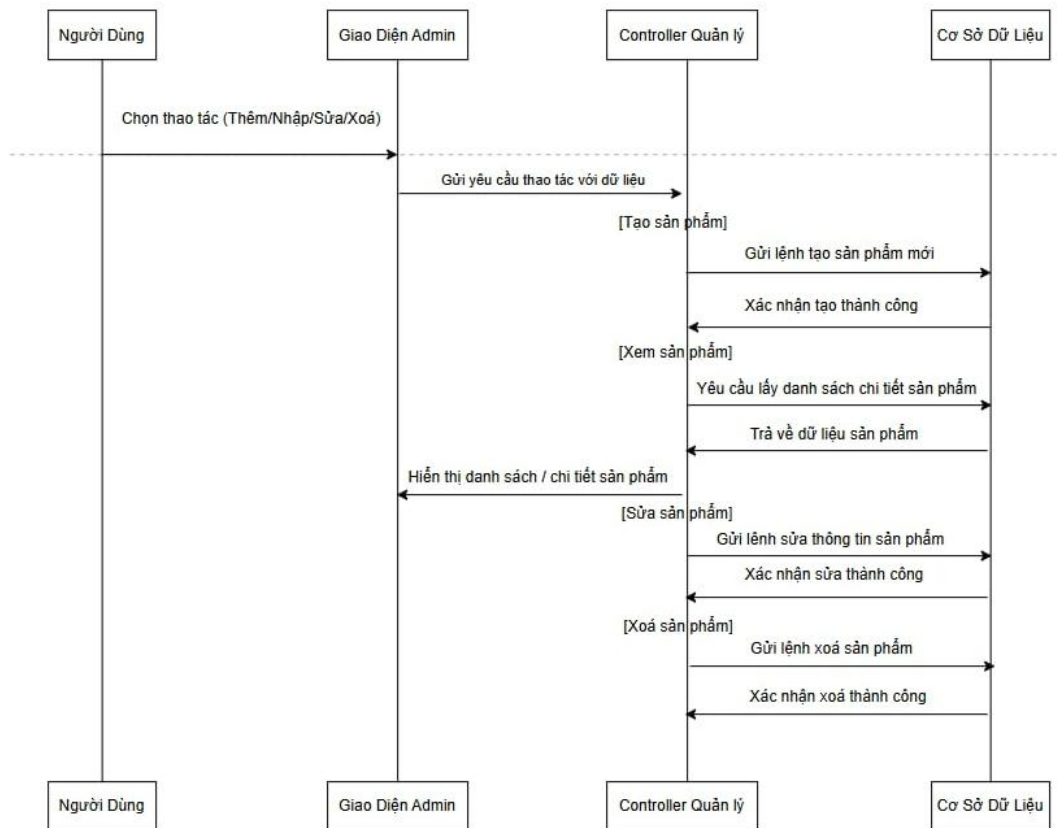 Người Dùng
Giao Diện Admin
Controller Quản lý
Cơ Sở Dữ Liệu
Chọn thao tác (Thêm/Nhập/Sửa/Xoá)
Gửi yêu cầu thao tác với dữ liệu
[Tạo sản phẩm]
Gửi lệnh tạo sản phẩm mới
Xác nhận tạo thành công
[Xem sản phẩm]
Yêu cầu lấy danh sách chi tiết sản phẩm
Trả về dữ liệu sản phẩm
Hiển thị danh sách / chi tiết sản phẩm
[Sửa sản phẩm]
Gửi lênh sửa thông tin sản phẩm
Xác nhận sửa thành công
[Xoá sản phẩm]
Gửi lệnh xoá sản phẩm
Xác nhận xoá thành công
Người Dùng
Giao Diện Admin
Controller Quản lý
Cơ Sở Dữ Liệu